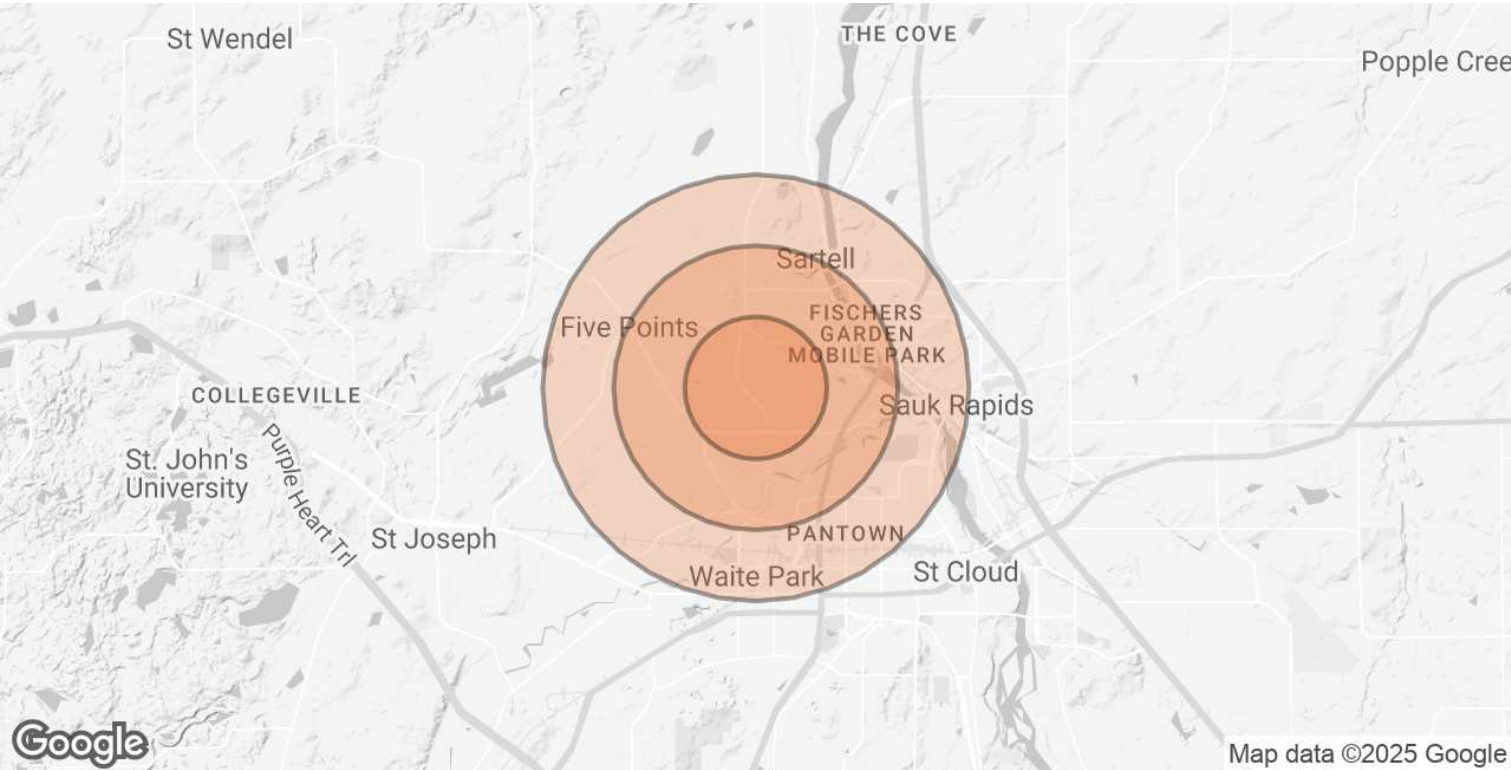 THE COVE
St Wendel
Popple Cree
Sartell
FISCHERS
GARDEN
MOBILE PARK
Five Points
COLLEGEVILLE
Sauk Rapids
Purple Heart Trl
St. John's
University
St Joseph
PANTOWN
Waite Park
St Cloud
Google
Map data ©2025 Google